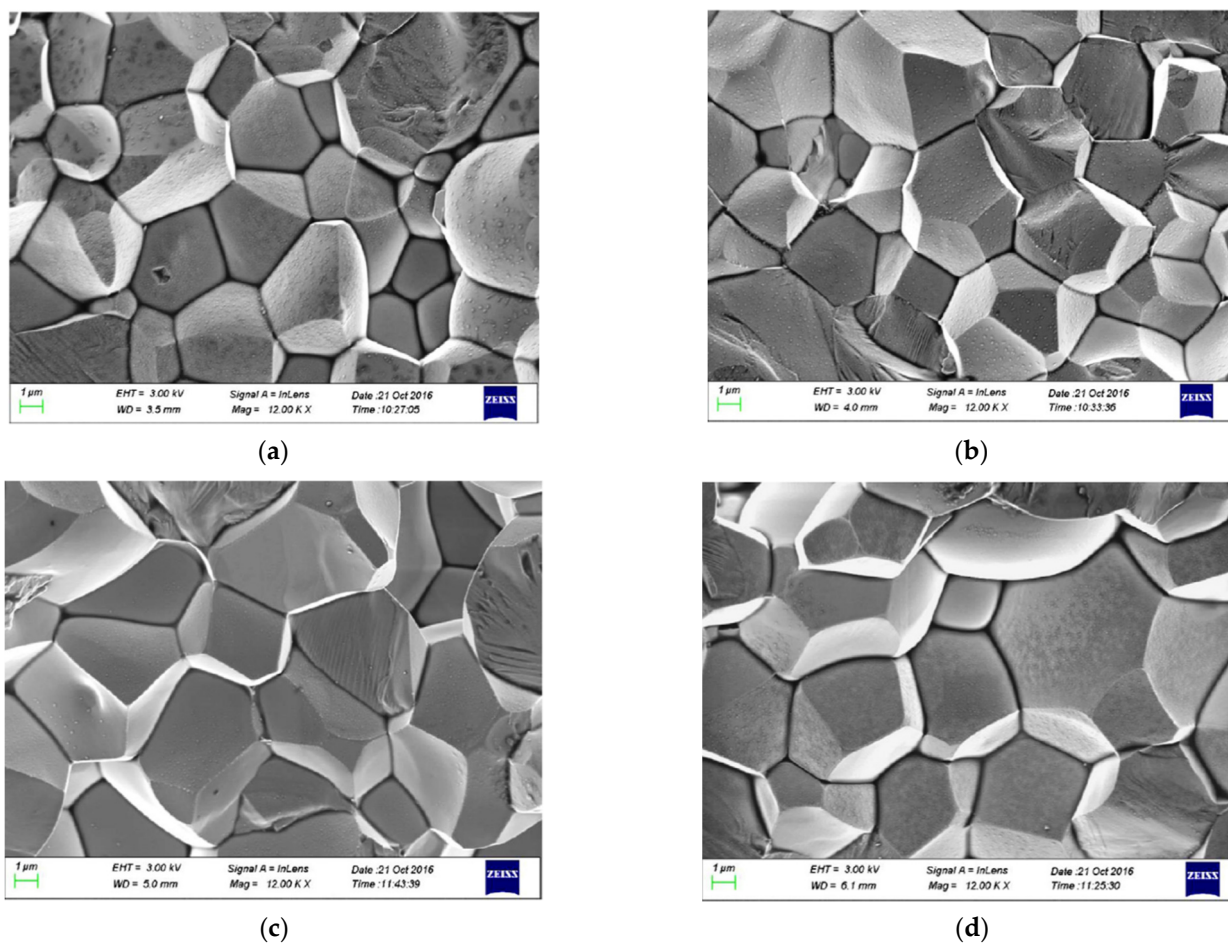 1 µm EHT = 3.00 kV Signal A = InLens Date :21 Oct 2016 ZEISS
WD = 3.5 mm Mag = 12.00 K X Time :10:27:05
(a)
1 µm EHT = 3.00 kV Signal A = InLens Date :21 Oct 2016 ZEISS
WD = 4.0 mm Mag = 12.00 K X Time :10:33:36
(b)
1 µm EHT = 3.00 kV Signal A = InLens Date :21 Oct 2016 ZEISS
WD = 5.0 mm Mag = 12.00 K X Time :11:43:39
(c)
1 µm EHT = 3.00 kV Signal A = InLens Date :21 Oct 2016 ZEISS
WD = 6.1 mm Mag = 12.00 K X Time :11:25:30
(d)